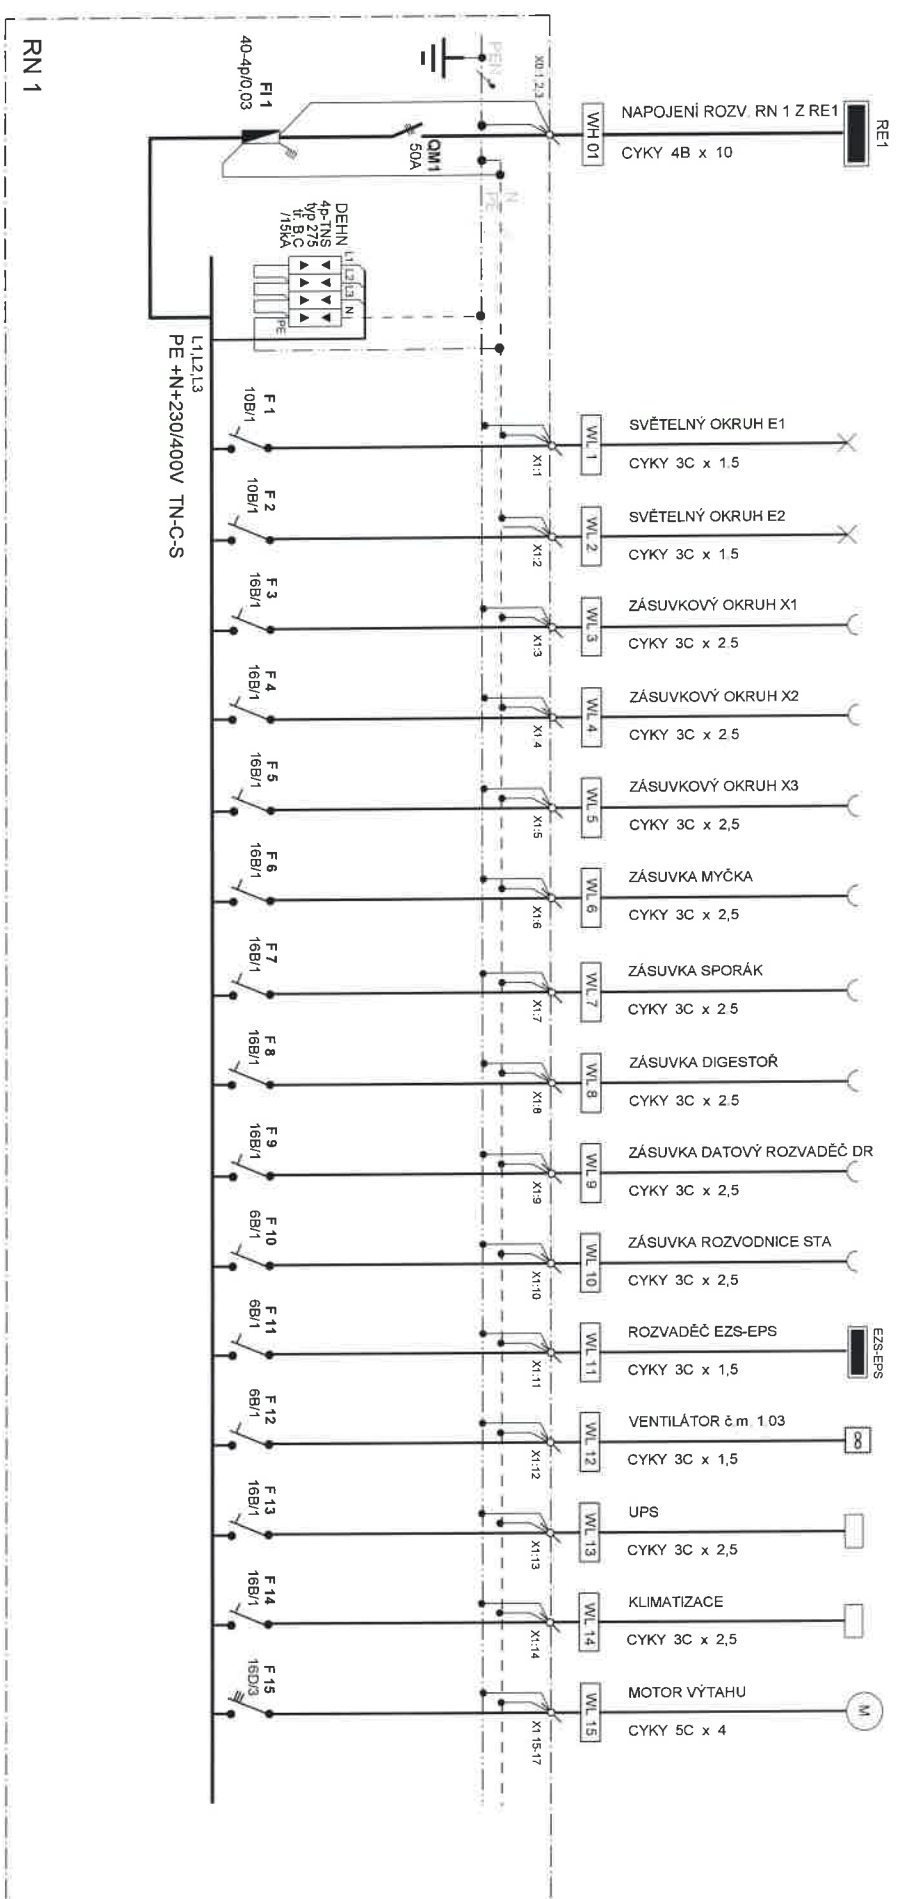 RE1
NAPOJENÍ ROZV. RN 1 Z RE1
CYKY 4B x 10
WH 01
X0:1,2,3
PEN
N
PE
QM1
50A
FI 1
40-4p/0,03
RN 1
DEHN
4p-TNS
typ 275
tř. B,C
/15kA
L1
L2
L3
N
PE
L1,L2,L3
PE +N+230/400V TN-C-S
SVĚTELNÝ OKRUH E1
CYKY 3C x 1.5
WL 1
X1:1
F 1
10B/1
SVĚTELNÝ OKRUH E2
CYKY 3C x 1.5
WL 2
X1:2
F 2
10B/1
ZÁSUVKOVÝ OKRUH X1
CYKY 3C x 2.5
WL 3
X1:3
F 3
16B/1
ZÁSUVKOVÝ OKRUH X2
CYKY 3C x 2.5
WL 4
X1:4
F 4
16B/1
ZÁSUVKOVÝ OKRUH X3
CYKY 3C x 2,5
WL 5
X1:5
F 5
16B/1
ZÁSUVKA MYČKA
CYKY 3C x 2,5
WL 6
X1:6
F 6
16B/1
ZÁSUVKA SPORÁK
CYKY 3C x 2.5
WL 7
X1:7
F 7
16B/1
ZÁSUVKA DIGESTOŘ
CYKY 3C x 2.5
WL 8
X1:8
F 8
16B/1
ZÁSUVKA DATOVÝ ROZVADĚČ DR
CYKY 3C x 2,5
WL 9
X1:9
F 9
16B/1
ZÁSUVKA ROZVODNICE STA
CYKY 3C x 2,5
WL 10
X1:10
F 10
6B/1
EZS-EPS
ROZVADĚČ EZS-EPS
CYKY 3C x 1,5
WL 11
X1:11
F 11
6B/1
VENTILÁTOR č.m. 1.03
CYKY 3C x 1,5
WL 12
X1:12
F 12
6B/1
UPS
CYKY 3C x 2,5
WL 13
X1:13
F 13
16B/1
KLIMATIZACE
CYKY 3C x 2,5
WL 14
X1:14
F 14
16B/1
M
MOTOR VÝTAHU
CYKY 5C x 4
WL 15
X1:15-17
F 15
16D/3